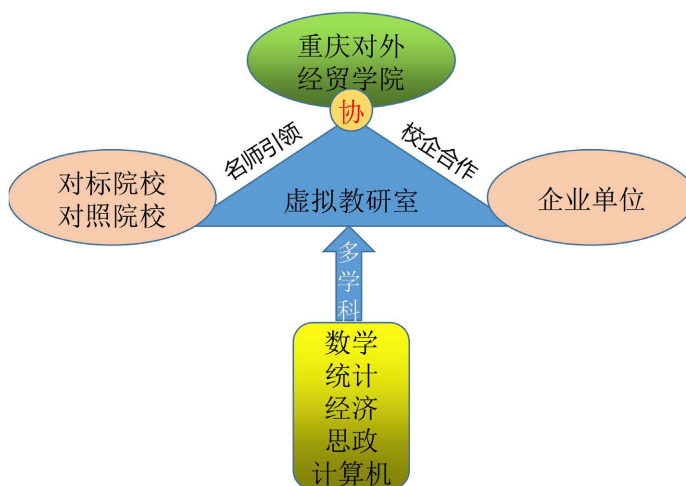 重庆对外
经贸学院
协
名师引领
校企合作
对标院校
对照院校
虚拟教研室
企业单位
多
学
科
数学
统计
经济
思政
计算机